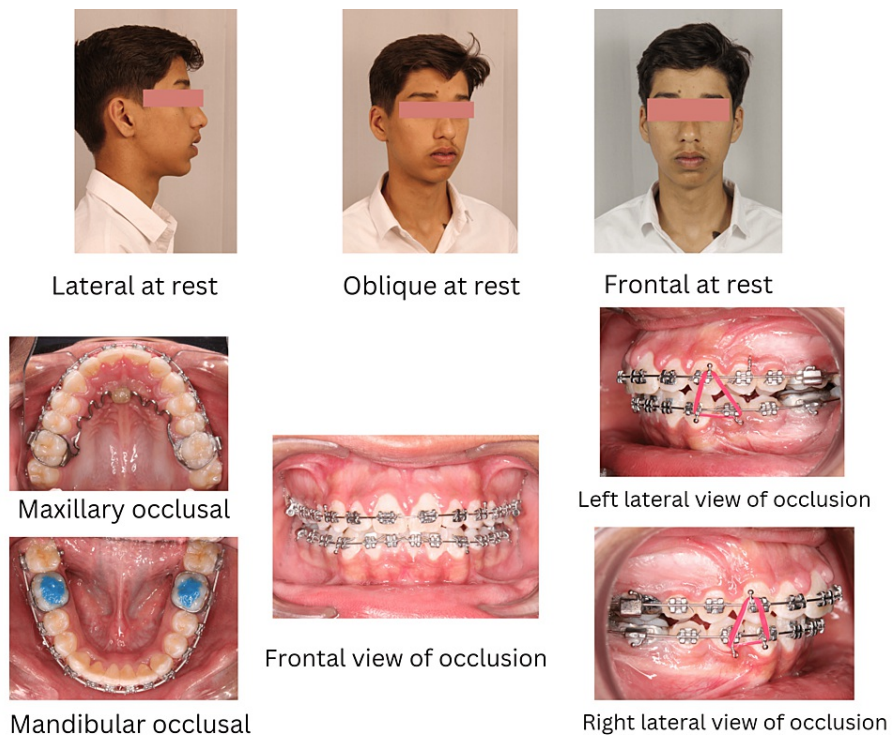 Lateral at rest
Oblique at rest
Frontal at rest
Maxillary occlusal
Left lateral view of occlusion
Frontal view of occlusion
Mandibular occlusal
Right lateral view of occlusion